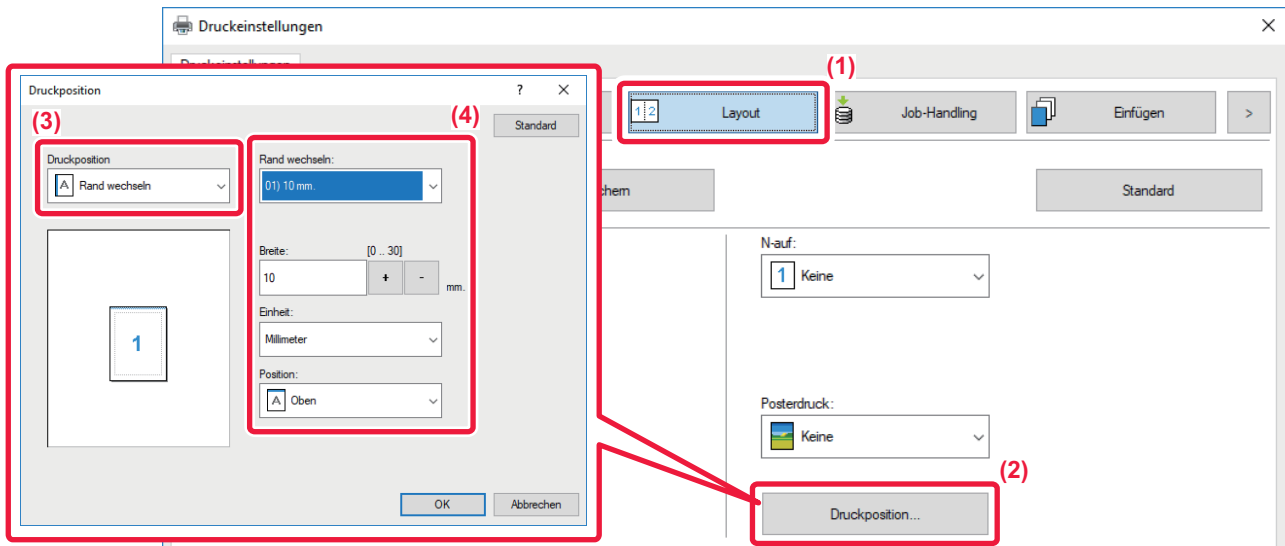 Druckeinstellungen
Druckeinstellungen
(1)
Layout
Job-Handling
Einfügen
>
chern
Standard
N-auf:
1 Keine
Posterdruck:
Keine
(2)
Druckposition...
Druckposition
?
Standard
(3)
Druckposition
A Rand wechseln
1
(4)
Rand wechseln:
01) 10 mm.
Breite: [0 .. 30]
10 + - mm.
Einheit:
Millimeter
Position:
A Oben
OK Abbrechen